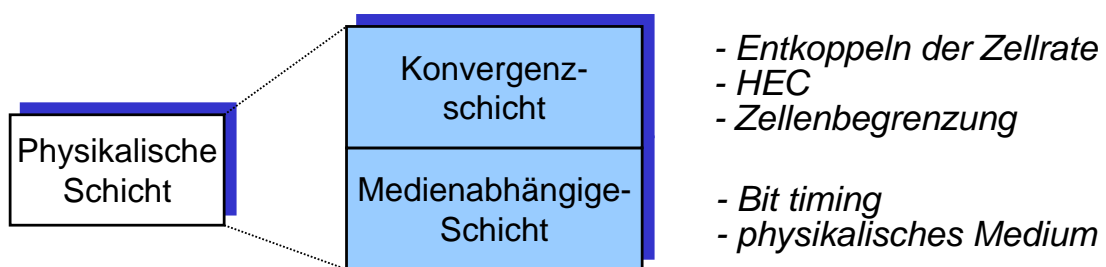 Physikalische
Schicht
Konvergenz-
schicht
Medienabhängige-
Schicht
- Entkoppeln der Zellrate
- HEC
- Zellenbegrenzung
- Bit timing
- physikalisches Medium